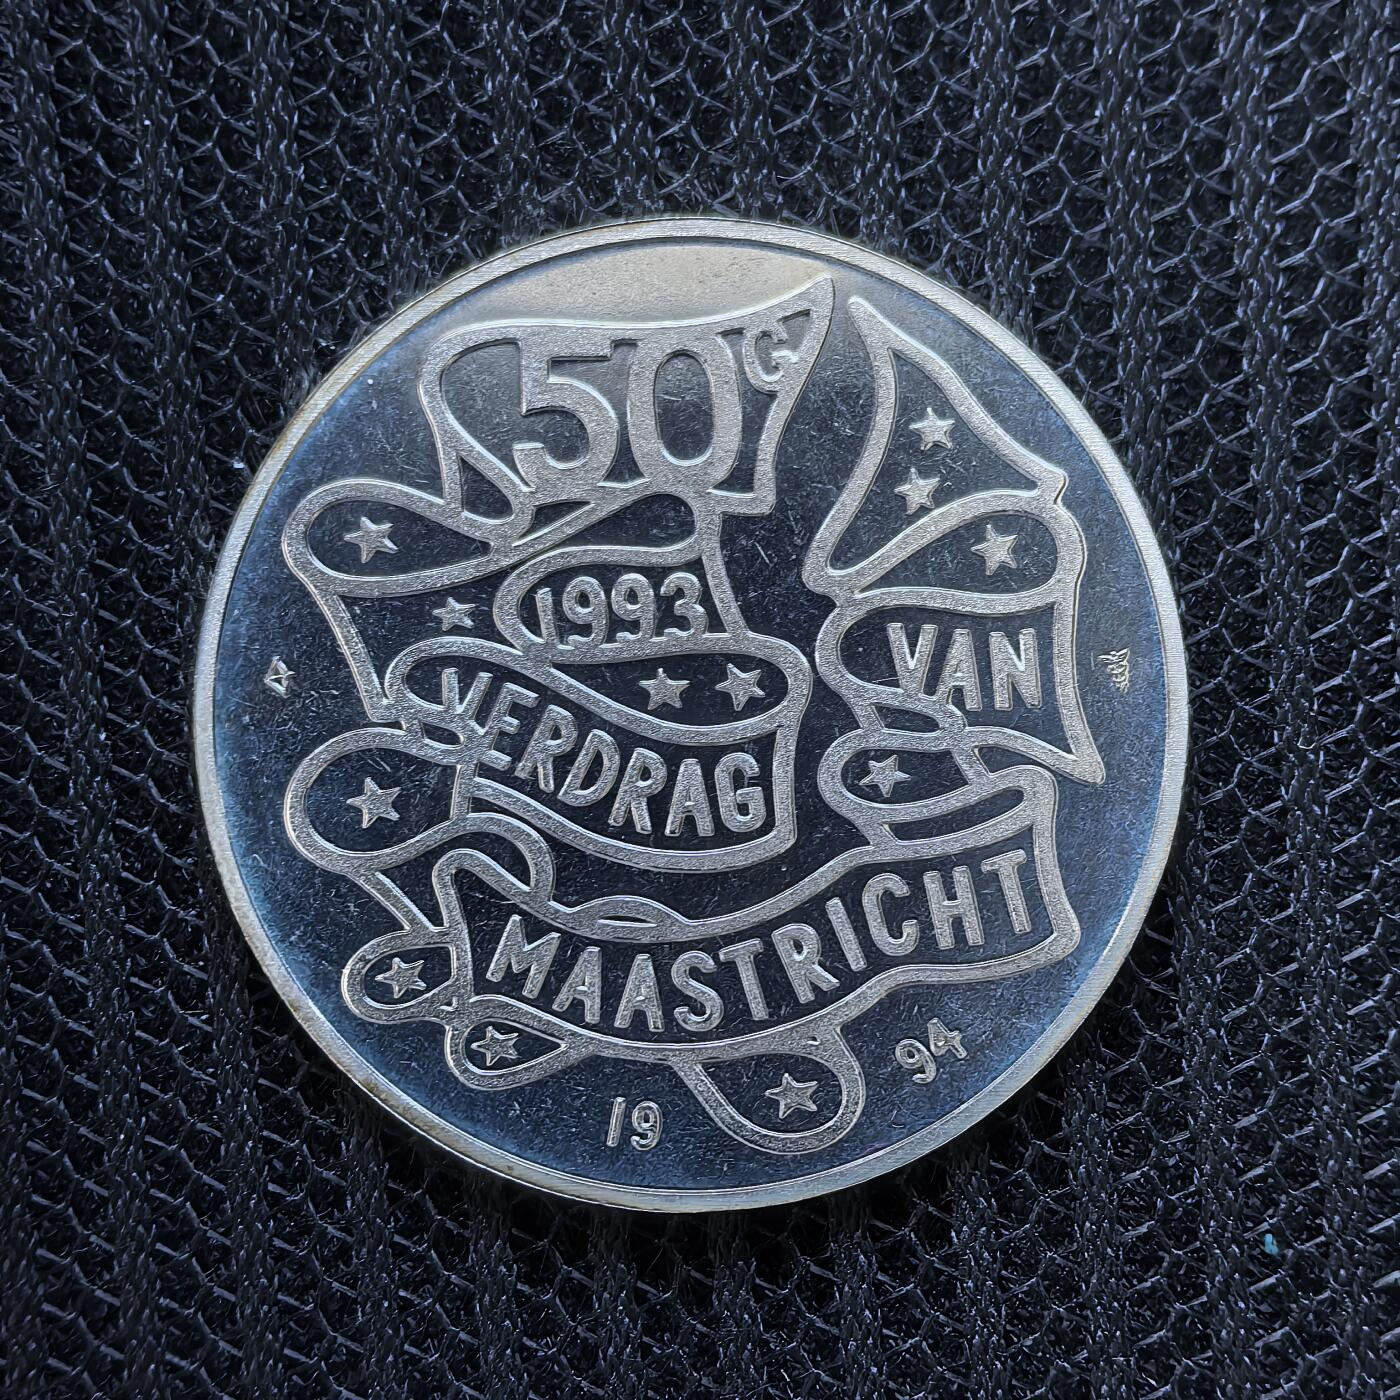 50G
1993
VERDRAG
VAN
MAASTRICHT
19 94